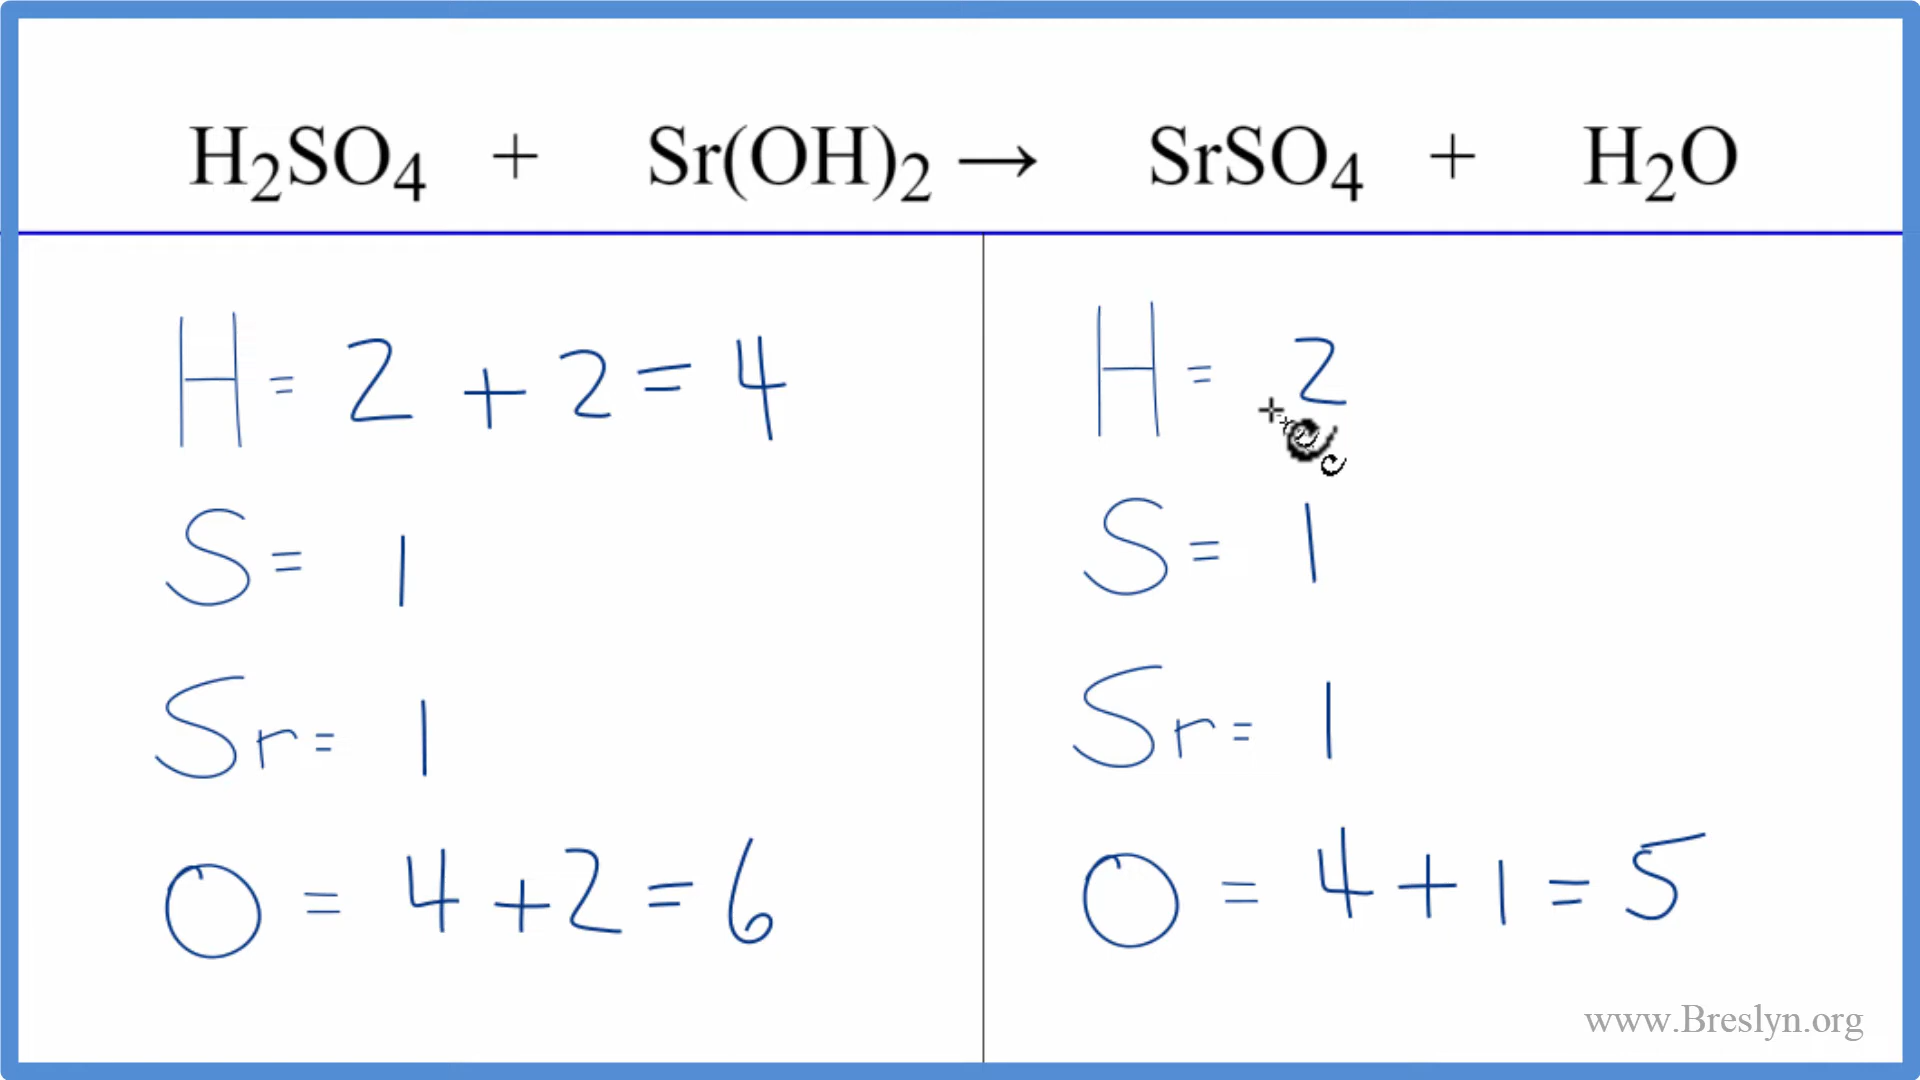 H₂SO₄ + Sr(OH)₂ → SrSO₄ + H₂O
H = 2 + 2 = 4
S = 1
Sr = 1
O = 4 + 2 = 6
H = 2
S = 1
Sr = 1
O = 4 + 1 = 5
www.Breslyn.org